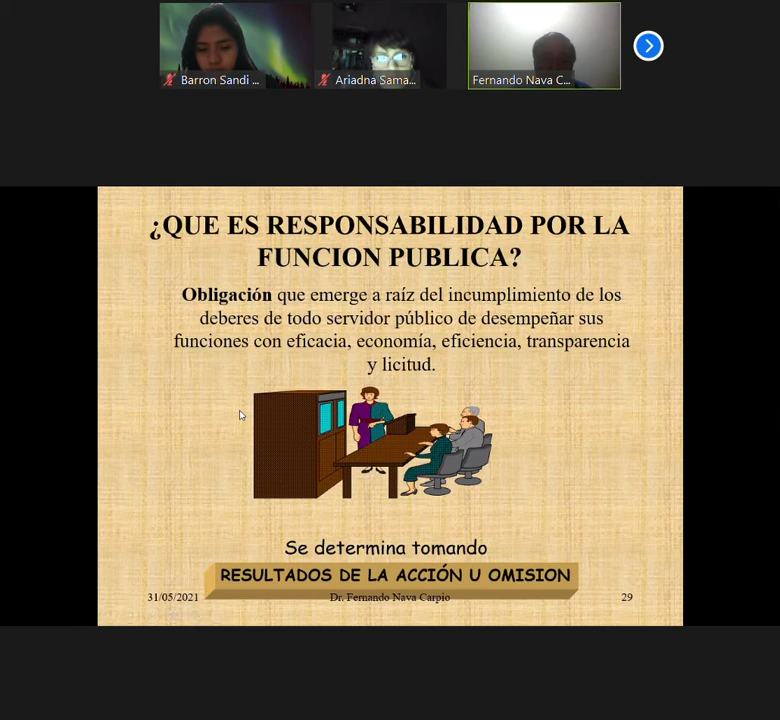 Barron Sandi ...
Ariadna Sama...
Fernando Nava C...
¿QUE ES RESPONSABILIDAD POR LA
FUNCION PUBLICA?
Obligación que emerge a raíz del incumplimiento de los
deberes de todo servidor público de desempeñar sus
funciones con eficacia, economía, eficiencia, transparencia
y licitud.
Se determina tomando
RESULTADOS DE LA ACCIÓN U OMISION
31/05/2021
Dr. Fernando Nava Carpio
29